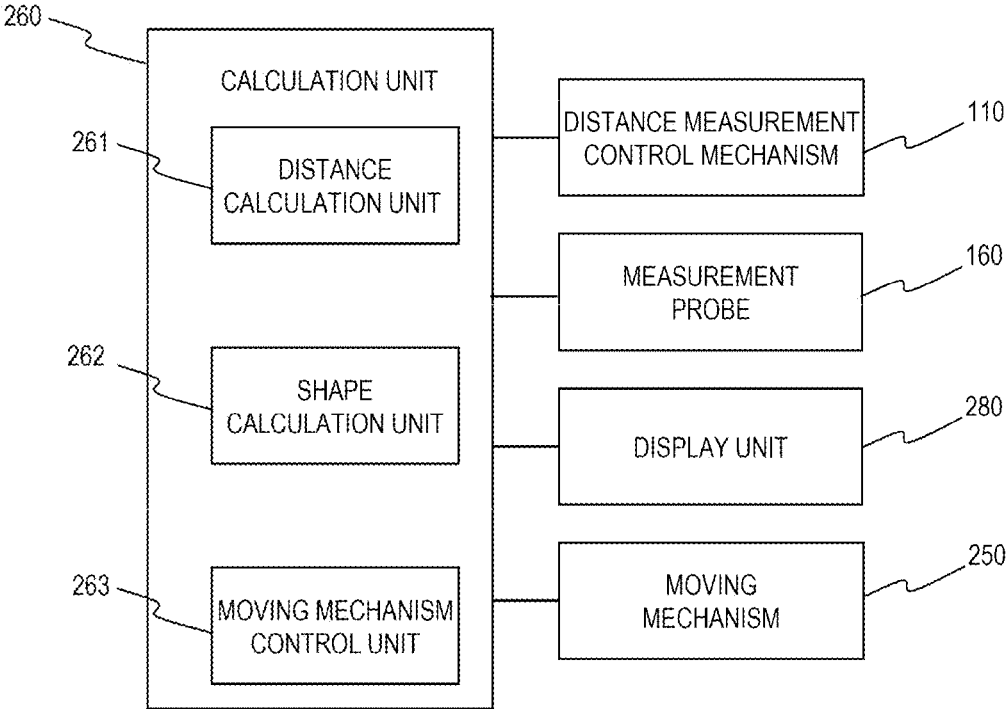 260
CALCULATION UNIT
261
DISTANCE
CALCULATION UNIT
262
SHAPE
CALCULATION UNIT
263
MOVING MECHANISM
CONTROL UNIT
DISTANCE MEASUREMENT
CONTROL MECHANISM
110
MEASUREMENT
PROBE
160
DISPLAY UNIT
280
MOVING
MECHANISM
250